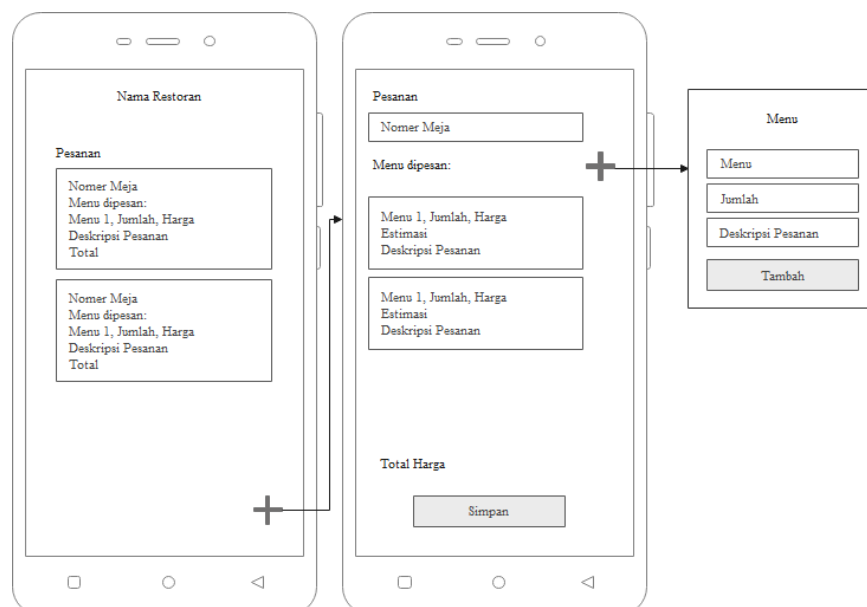 Nama Restoran
Pesanan
Nomer Meja
Menu dipesan:
Menu 1, Jumlah, Harga
Deskripsi Pesanan
Total
Nomer Meja
Menu dipesan:
Menu 1, Jumlah, Harga
Deskripsi Pesanan
Total
Pesanan
Nomer Meja
Menu dipesan:
Menu 1, Jumlah, Harga
Estimasi
Deskripsi Pesanan
Menu 1, Jumlah, Harga
Estimasi
Deskripsi Pesanan
Total Harga
Simpan
Menu
Menu
Jumlah
Deskripsi Pesanan
Tambah